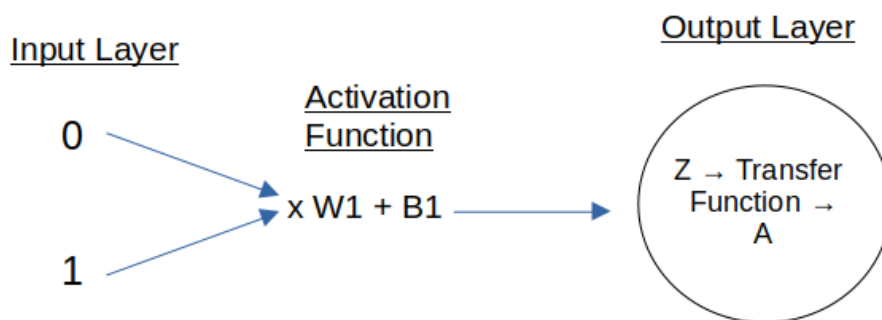 Input Layer
0
1
Activation
Function
x W1 + B1
Output Layer
Z → Transfer
Function →
A